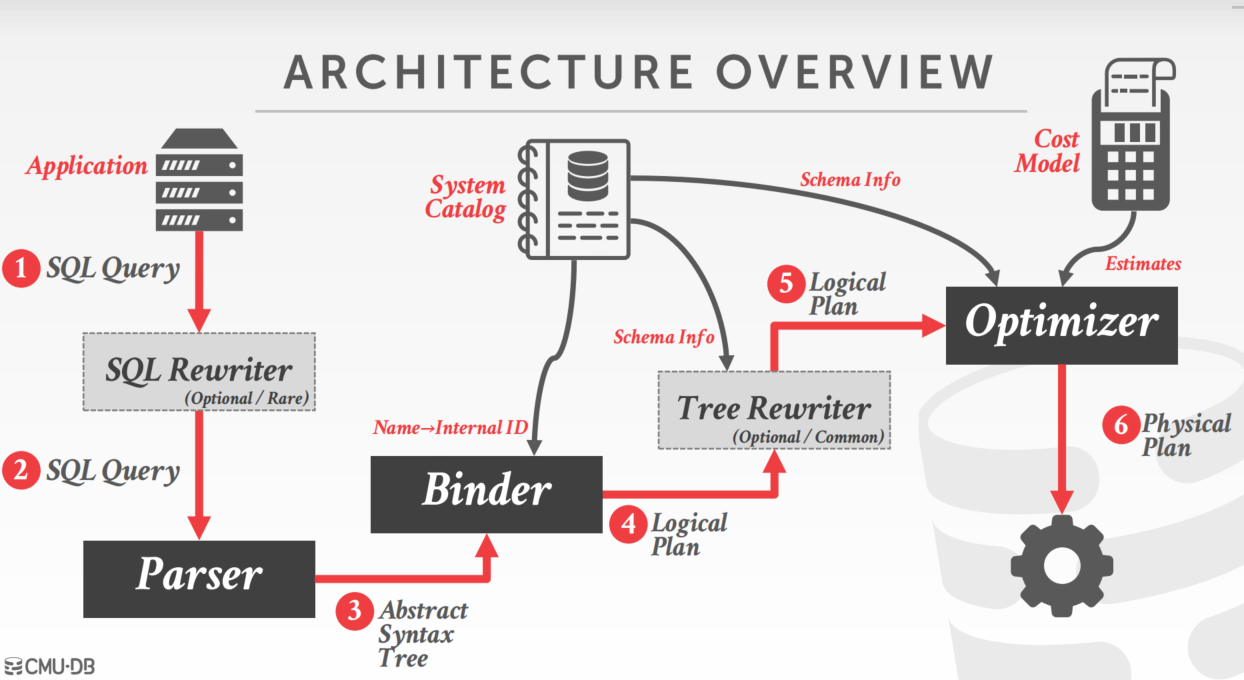 ARCHITECTURE OVERVIEW
Application
System
Catalog
Cost
Model
Schema Info
1 SQL Query
Estimates
5 Logical
Plan
Optimizer
Schema Info
SQL Rewriter
(Optional / Rare)
Tree Rewriter
(Optional / Common)
Name→Internal ID
6 Physical
Plan
2 SQL Query
Binder
4 Logical
Plan
Parser
3 Abstract
Syntax
Tree
CMU·DB